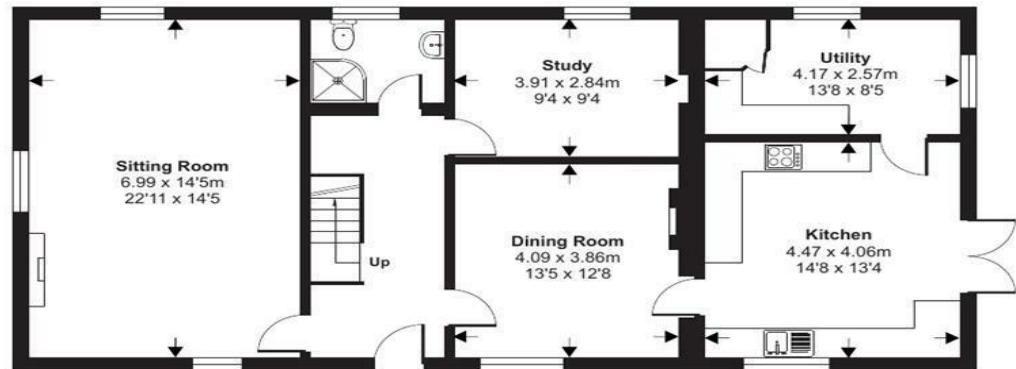 Sitting Room
6.99 x 14'5m
22'11 x 14'5
Study
3.91 x 2.84m
9'4 x 9'4
Utility
4.17 x 2.57m
13'8 x 8'5
Up
Dining Room
4.09 x 3.86m
13'5 x 12'8
Kitchen
4.47 x 4.06m
14'8 x 13'4